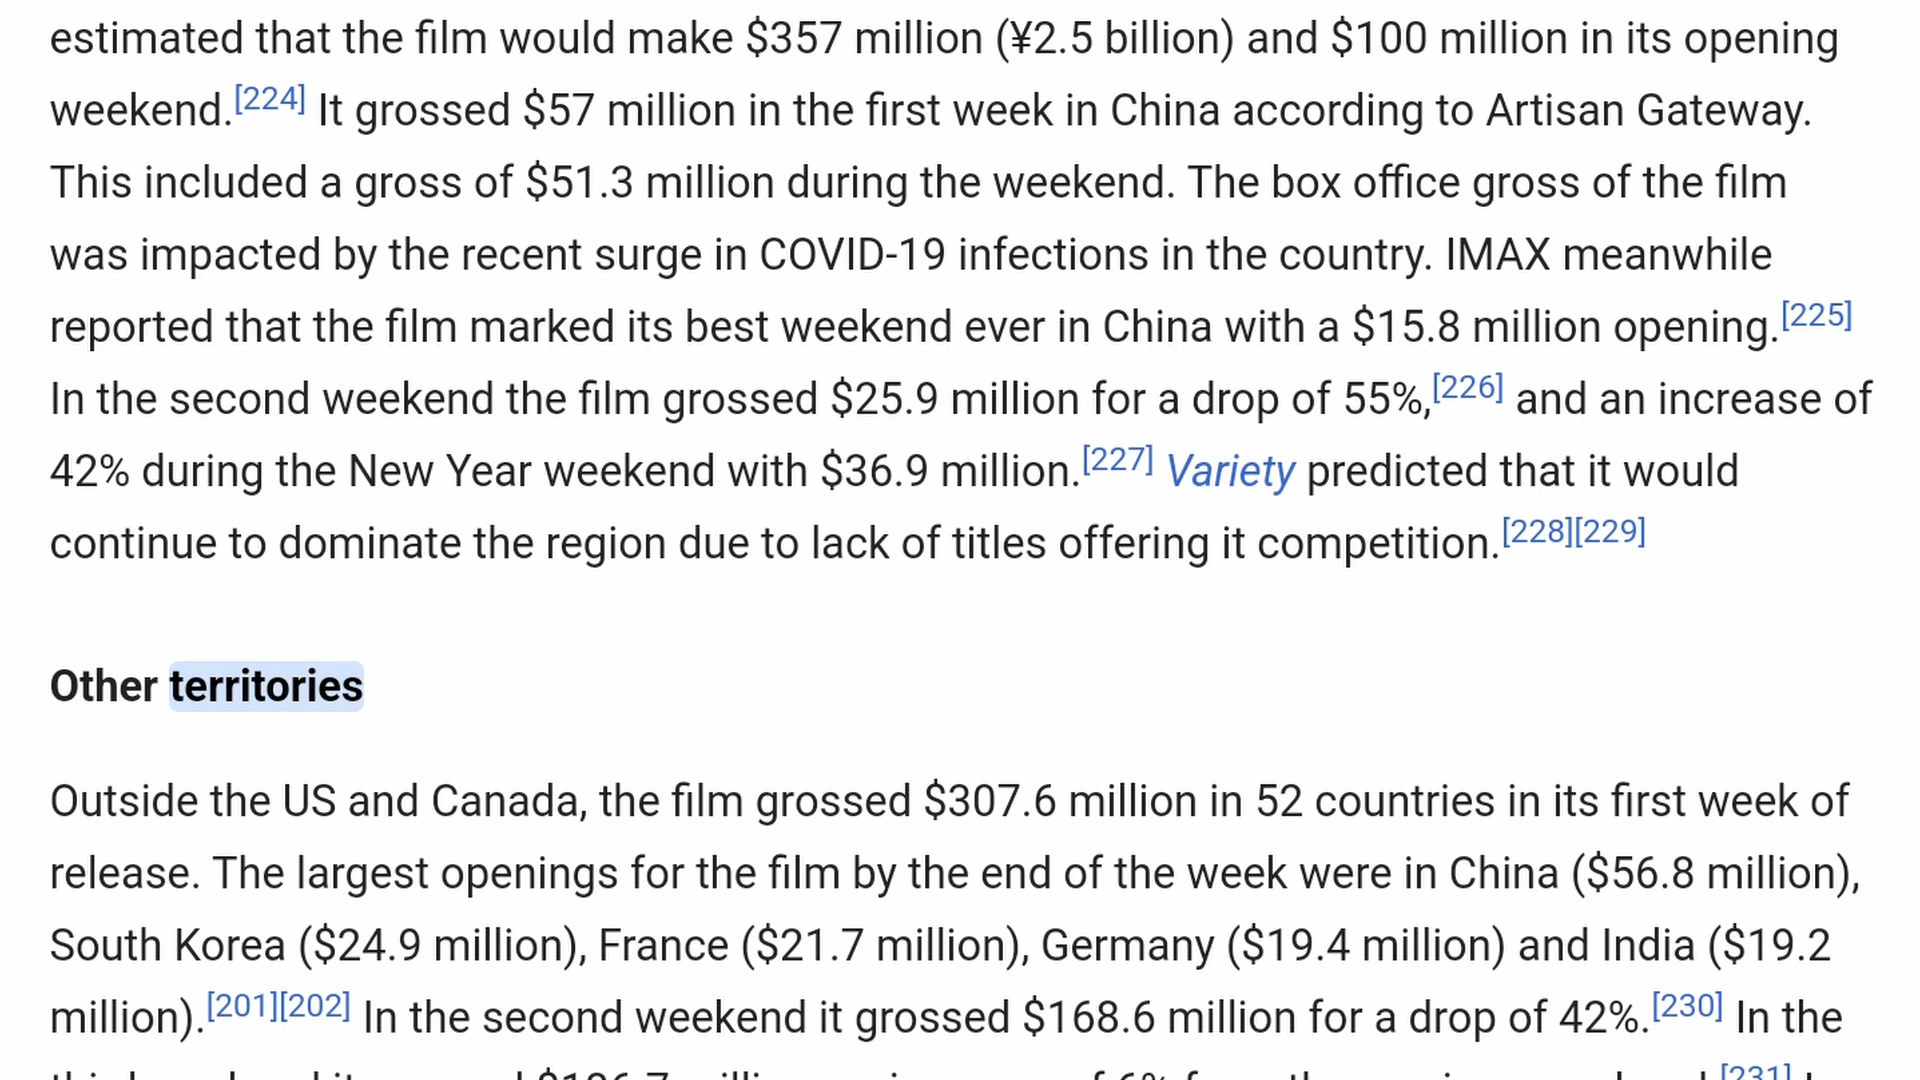 estimated that the film would make $357 million (¥2.5 billion) and $100 million in its opening
weekend.[224] It grossed $57 million in the first week in China according to Artisan Gateway.
This included a gross of $51.3 million during the weekend. The box office gross of the film
was impacted by the recent surge in COVID-19 infections in the country. IMAX meanwhile
reported that the film marked its best weekend ever in China with a $15.8 million opening.[225]
In the second weekend the film grossed $25.9 million for a drop of 55%,[226] and an increase of
42% during the New Year weekend with $36.9 million.[227] Variety predicted that it would
continue to dominate the region due to lack of titles offering it competition.[228][229]
Other territories
Outside the US and Canada, the film grossed $307.6 million in 52 countries in its first week of
release. The largest openings for the film by the end of the week were in China ($56.8 million),
South Korea ($24.9 million), France ($21.7 million), Germany ($19.4 million) and India ($19.2
million).[201][202] In the second weekend it grossed $168.6 million for a drop of 42%.[230] In the
[231]